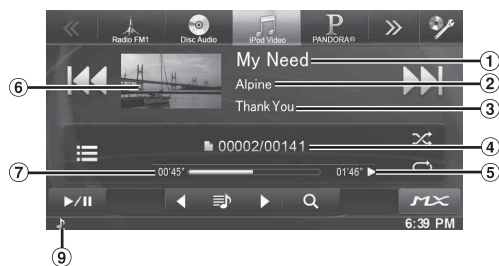 Radio FM1 Disc Audio iPod Video PANDORA®
My Need ①
Alpine ②
⑥
Thank You ③
00002/00141 ④
⑦ 00'45" 01'46" ⑤
MX
6:39 PM
⑨